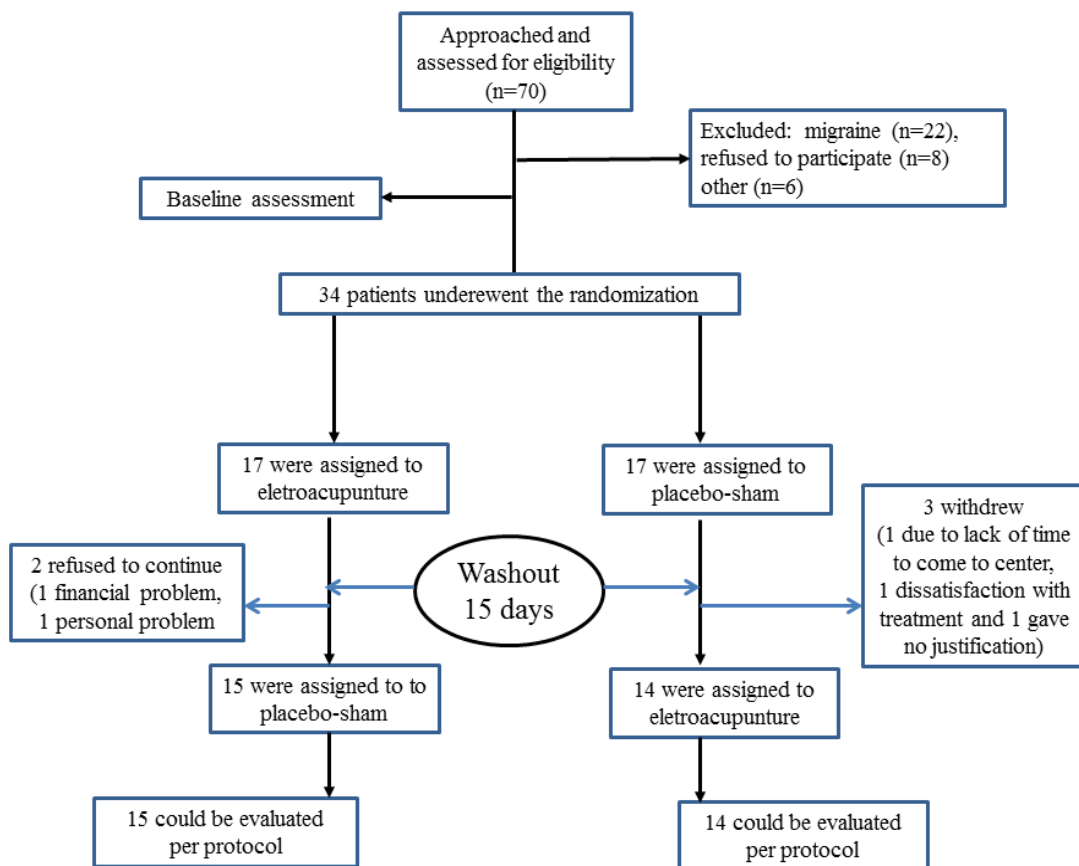 Approached and
assessed for eligibility
(n=70)
Excluded: migraine (n=22),
refused to participate (n=8)
other (n=6)
Baseline assessment
34 patients underewent the randomization
17 were assigned to
eletroacupunture
17 were assigned to
placebo-sham
2 refused to continue
(1 financial problem,
1 personal problem
Washout
15 days
3 withdrew
(1 due to lack of time
to come to center,
1 dissatisfaction with
treatment and 1 gave
no justification)
15 were assigned to to
placebo-sham
14 were assigned to
eletroacupunture
15 could be evaluated
per protocol
14 could be evaluated
per protocol